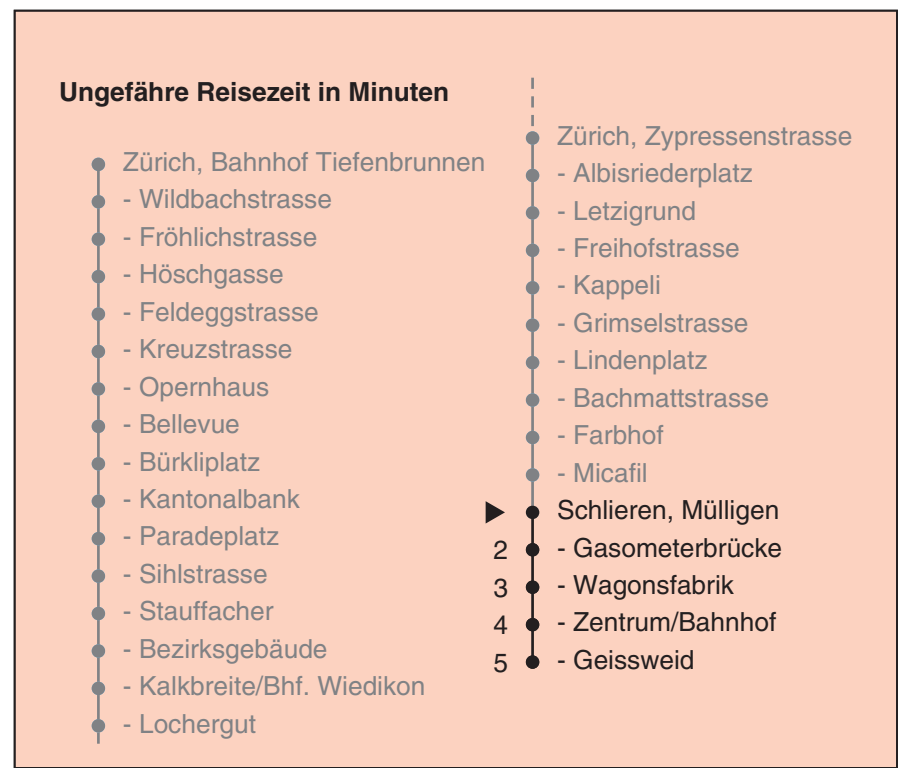 Ungefähre Reisezeit in Minuten
Zürich, Bahnhof Tiefenbrunnen
- Wildbachstrasse
- Fröhlichstrasse
- Höschgasse
- Feldeggstrasse
- Kreuzstrasse
- Opernhaus
- Bellevue
- Bürkliplatz
- Kantonalbank
- Paradeplatz
- Sihlstrasse
- Stauffacher
- Bezirksgebäude
- Kalkbreite/Bhf. Wiedikon
- Lochergut
Zürich, Zypressenstrasse
- Albisriederplatz
- Letzigrund
- Freihofstrasse
- Kappeli
- Grimselstrasse
- Lindenplatz
- Bachmattstrasse
- Farbhof
- Micafil
Schlieren, Mülligen
2 - Gasometerbrücke
3 - Wagonsfabrik
4 - Zentrum/Bahnhof
5 - Geissweid